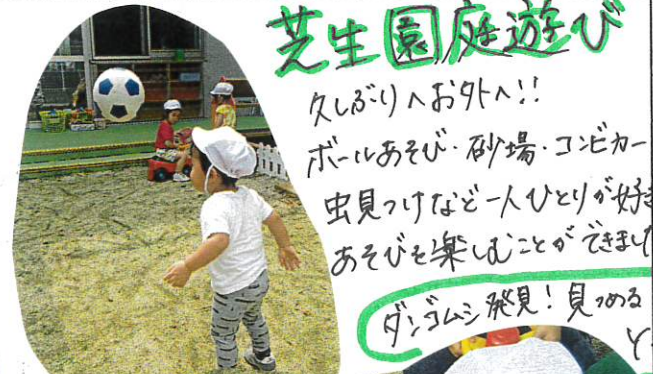 芝生園庭遊び
久しぶりへお外へ!!
ボールあそび・砂場・コンビカー
虫見つけなど一人ひとりが好き
あそびを楽しむことができまし
ダンゴムシ発見!見つめる
と